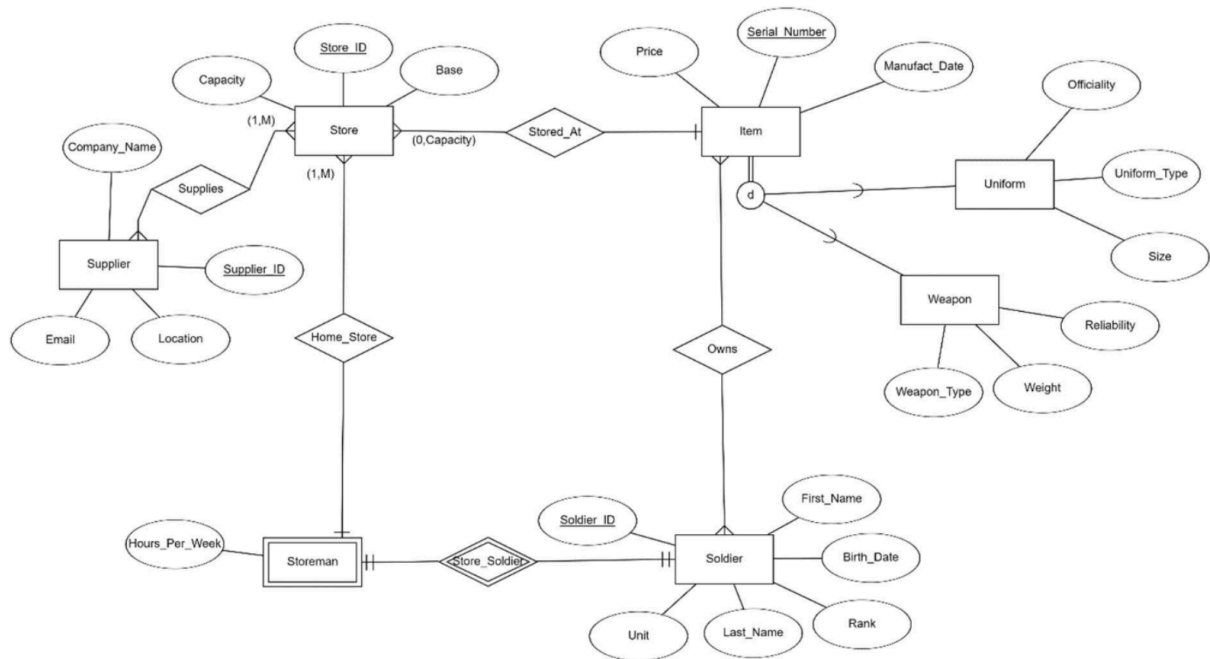 Store_ID
Serial_Number
Price
Base
Manufact_Date
Capacity
Officiality
(1,M)
Store
Stored_At
Item
(0,Capacity)
Company_Name
(1,M)
Uniform_Type
Supplies
Uniform
d
Supplier
Supplier_ID
Size
Weapon
Email
Location
Home_Store
Reliability
Owns
Weapon_Type
Weight
First_Name
Soldier_ID
Hours_Per_Week
Storeman
Store_Soldier
Soldier
Birth_Date
Unit
Last_Name
Rank